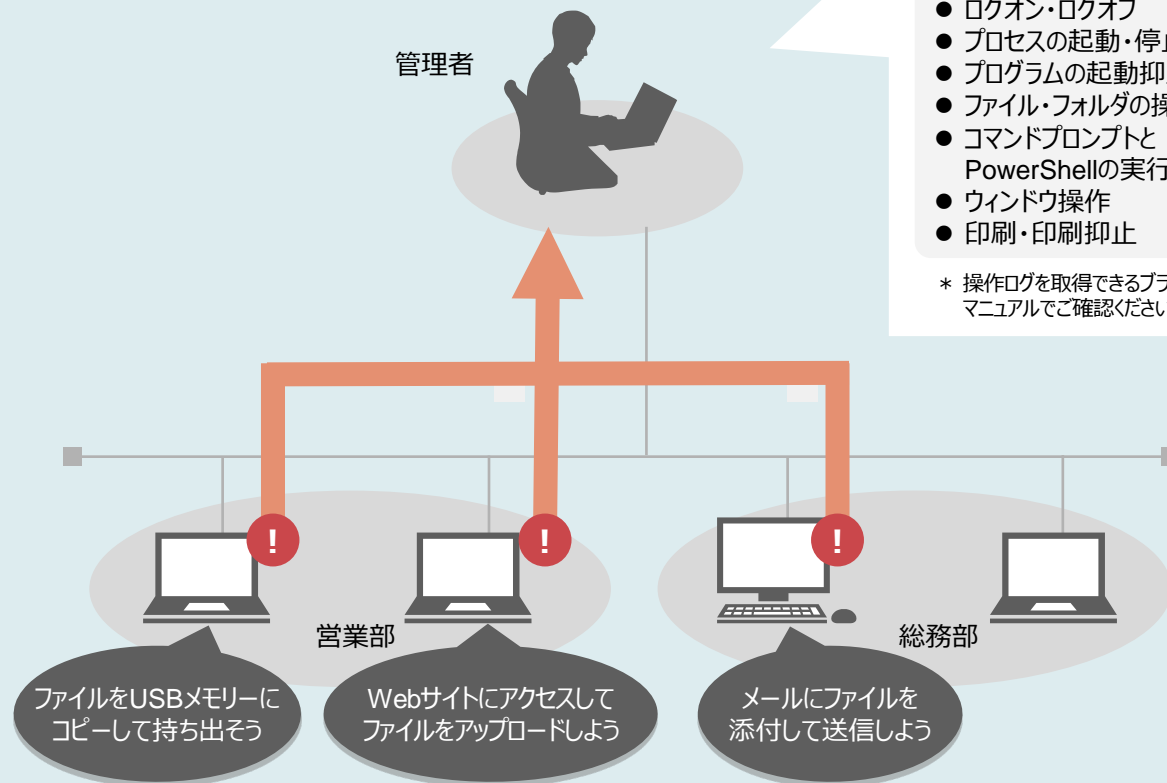 ● ログオン・ログオフ
管理者
● プロセスの起動・停止
● プログラムの起動抑
● ファイル・フォルダの操
● コマンドプロンプトと
PowerShellの実行
● ウィンドウ操作
● 印刷・印刷抑止
* 操作ログを取得できるブラ
マニュアルでご確認ください
!
!
!
営業部
総務部
ファイルをUSBメモリーに
コピーして持ち出そう
Webサイトにアクセスして
ファイルをアップロードしよう
メールにファイルを
添付して送信しよう